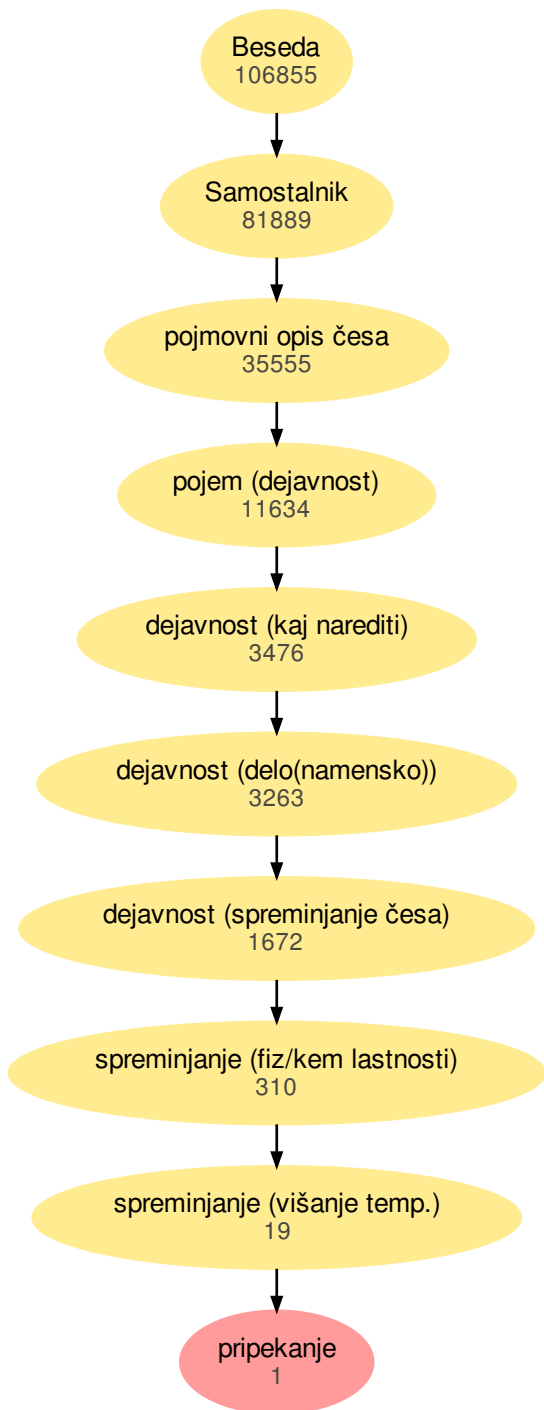 Beseda
106855
Samostalnik
81889
pojmovni opis česa
35555
pojem (dejavnost)
11634
dejavnost (kaj narediti)
3476
dejavnost (delo(namensko))
3263
dejavnost (spreminjanje česa)
1672
spreminjanje (fiz/kem lastnosti)
310
spreminjanje (višanje temp.)
19
pripekanje
1